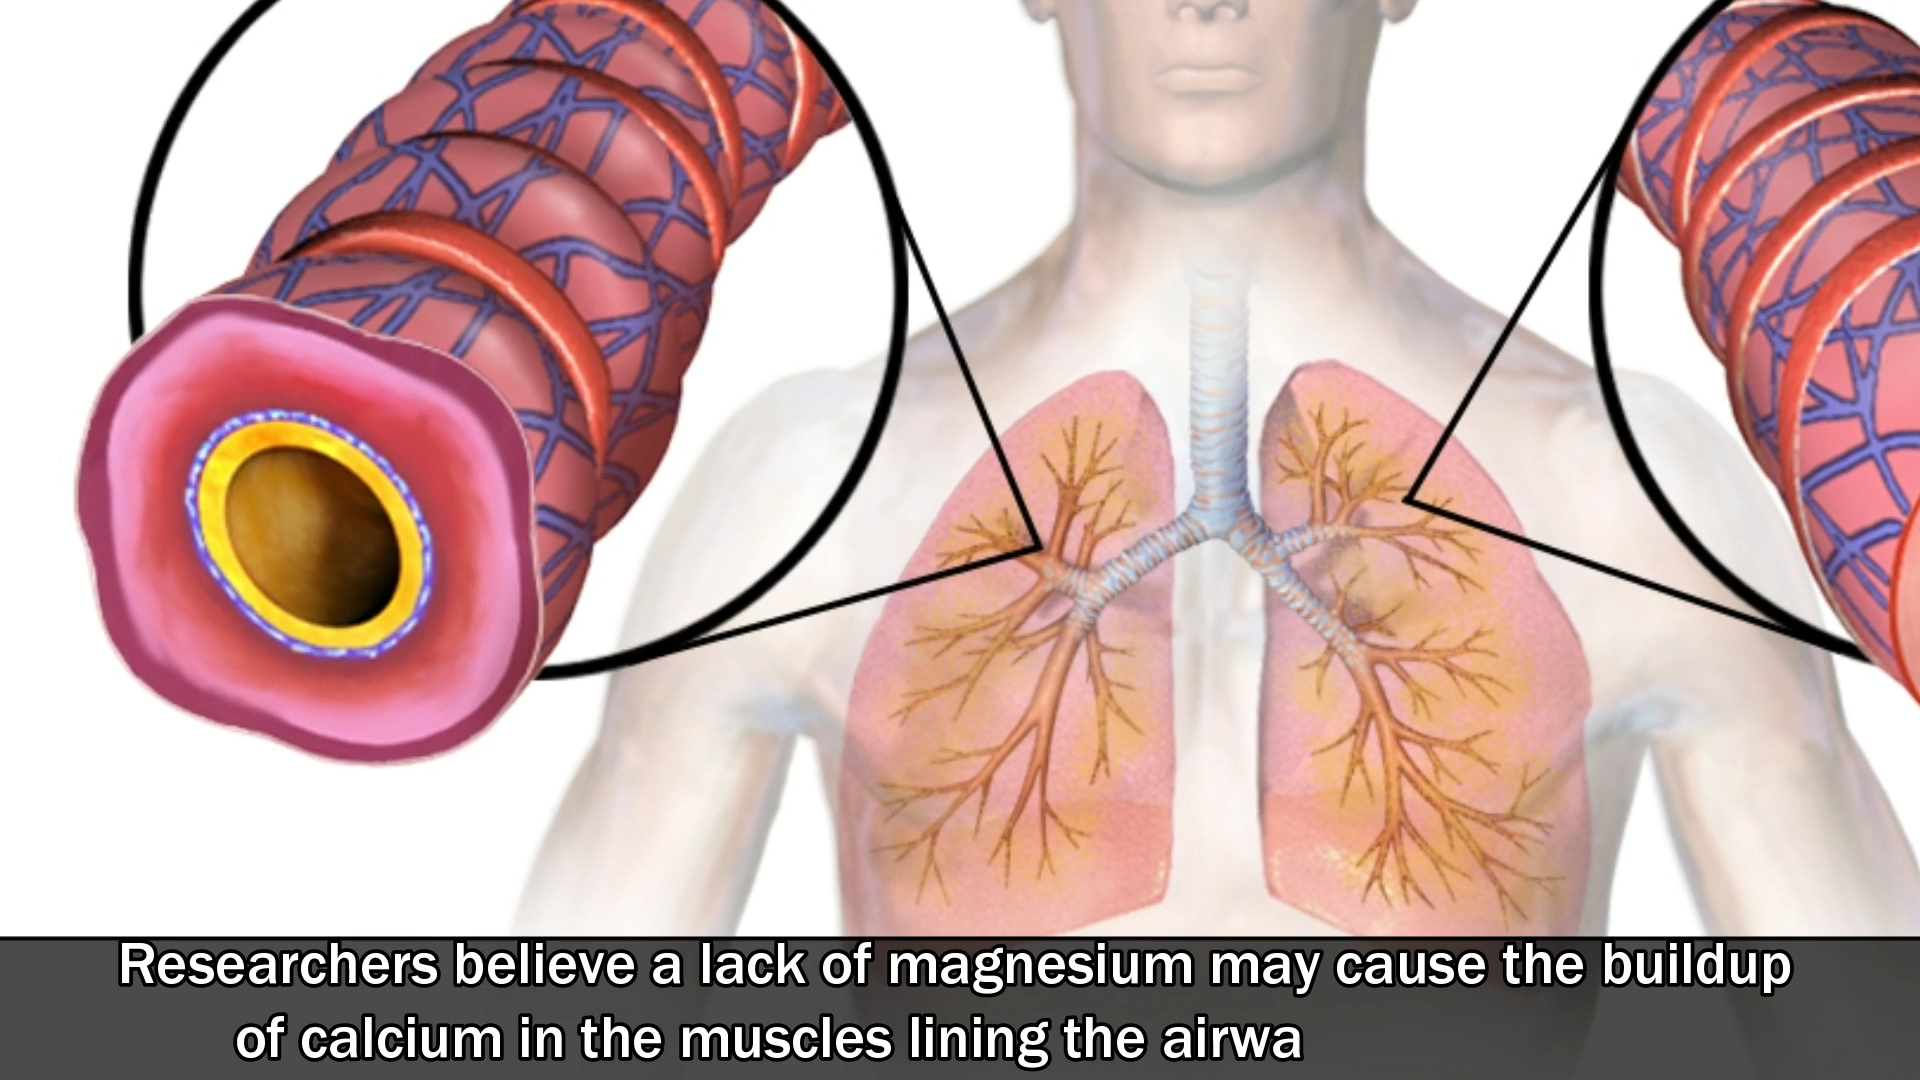 Researchers believe a lack of magnesium may cause the buildup
of calcium in the muscles lining the airwa